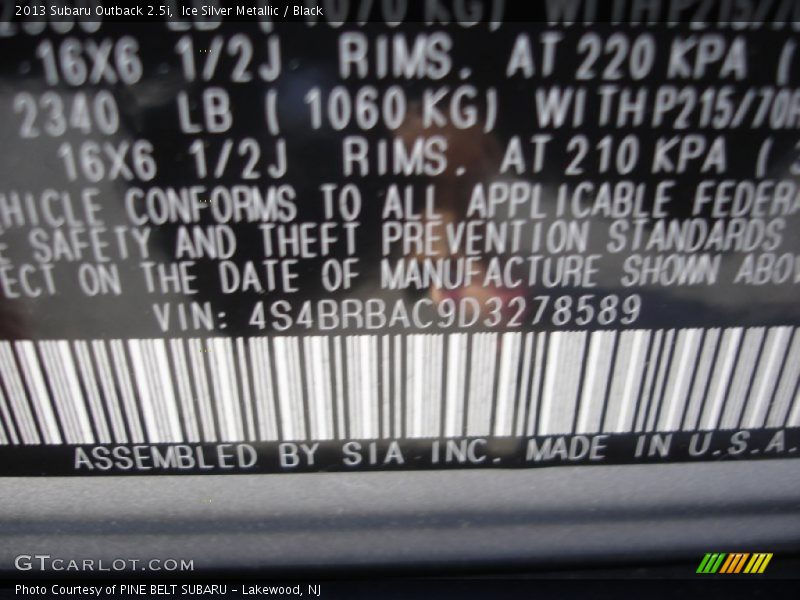 2013 Subaru Outback 2.5i, Ice Silver Metallic / Black
16X6 1/2J RIMS. AT 220 KPA (
2340 LB ( 1060 KG) WITH P215/70R
16X6 1/2J RIMS. AT 210 KPA (
HICLE CONFORMS TO ALL APPLICABLE FEDERA
E SAFETY AND THEFT PREVENTION STANDARDS
ECT ON THE DATE OF MANUFACTURE SHOWN ABOV
VIN: 4S4BRBAC9D3278589
ASSEMBLED BY SIA INC. MADE IN U.S.A.
GTCARLOT.COM
Photo Courtesy of PINE BELT SUBARU - Lakewood, NJ